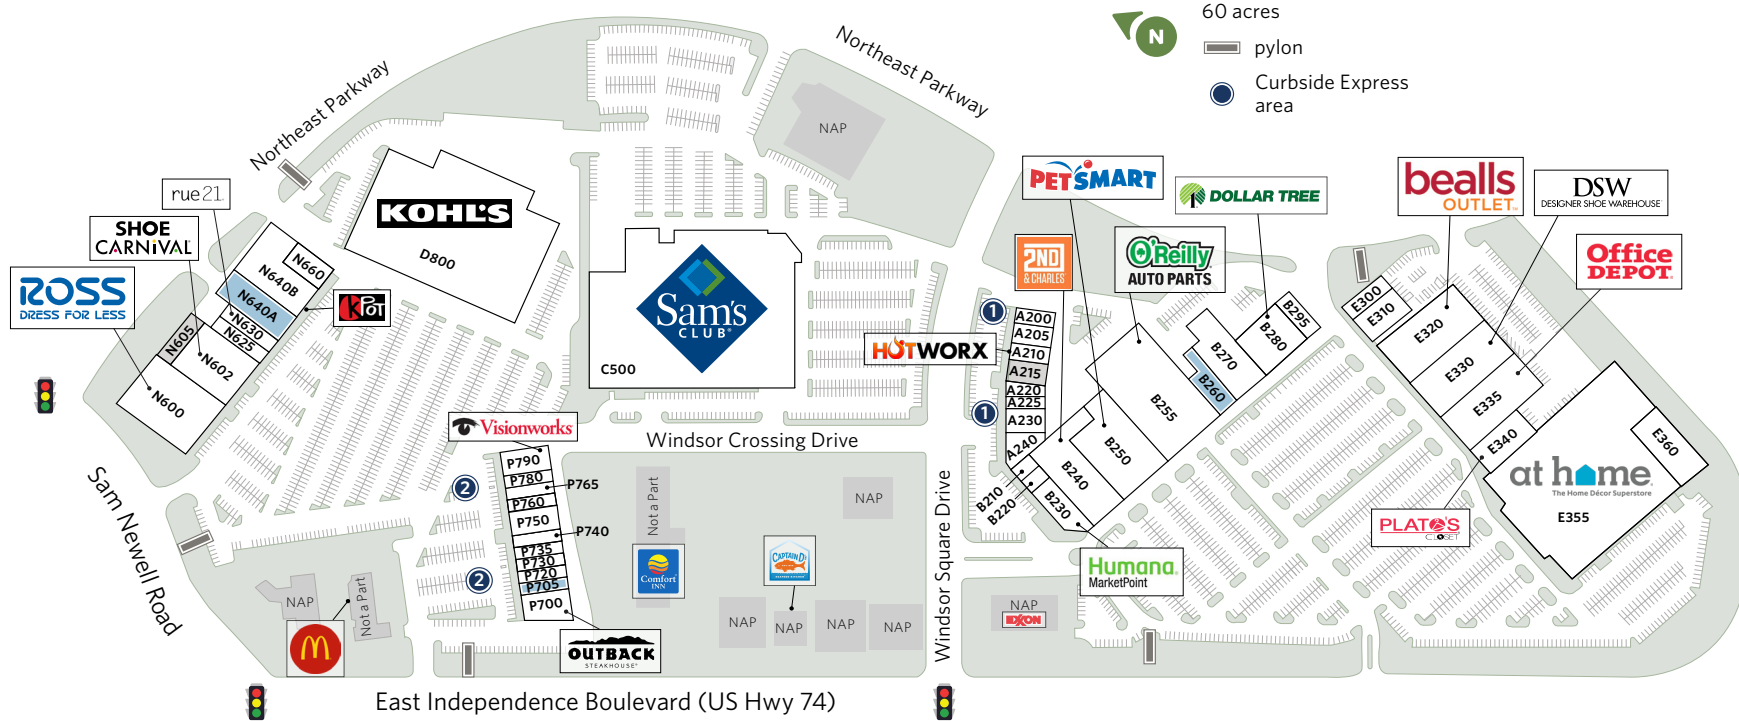 60 acres
N
pylon
Curbside Express
area
Northeast Parkway
Northeast Parkway
NAP
rue21
SHOE
CARNIVAL
ROSS
DRESS FOR LESS
KOHL'S
D800
N660
N640B
N640A
N630
N625
N605
N602
N600
KPOT
Sam's
CLUB
C500
PETSMART
DOLLAR TREE
2ND
& CHARLES
O'Reilly
AUTO PARTS
bealls
OUTLET
DSW
DESIGNER SHOE WAREHOUSE
Office
DEPOT
HOTWORX
1
1
A200
A205
A210
A215
A220
A225
A230
A240
B210
B220
B230
B240
B250
B255
B260
B270
B280
B295
E300
E310
E320
E330
E335
E340
E360
at home
The Home Décor Superstore
E355
PLATO'S
CLOSET
Humana
MarketPoint
Visionworks
Windsor Crossing Drive
2
2
P790
P780
P765
P760
P750
P740
P735
P730
P720
P705
P700
OUTBACK
STEAKHOUSE
Not a Part
Comfort
INN
NAP
CAPTAIN D'S
NAP
NAP
NAP
NAP
Windsor Square Drive
NAP
EXXON
Sam Newell Road
NAP
Not a Part
M
East Independence Boulevard (US Hwy 74)